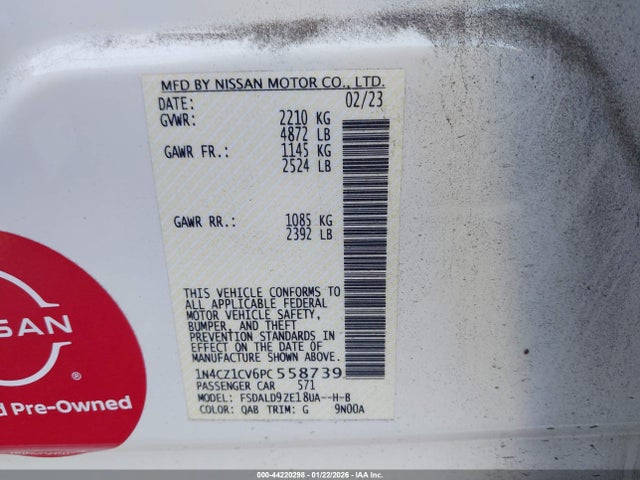 MFD BY NISSAN MOTOR CO., LTD.
DATE: 02/23
GVWR: 2210 KG
4872 LB
GAWR FR.: 1145 KG
2524 LB
GAWR RR.: 1085 KG
2392 LB
THIS VEHICLE CONFORMS TO
ALL APPLICABLE FEDERAL
MOTOR VEHICLE SAFETY,
BUMPER, AND THEFT
PREVENTION STANDARDS IN
EFFECT ON THE DATE OF
MANUFACTURE SHOWN ABOVE.
1N4CZ1CV6PC558739
PASSENGER CAR 571
MODEL: FSDALD9ZE18UA--H-B
COLOR: QAB TRIM: G 9N00A
SSAN
Pre-Owned
000-44220298 - 01/22/2026 - IAA Inc.